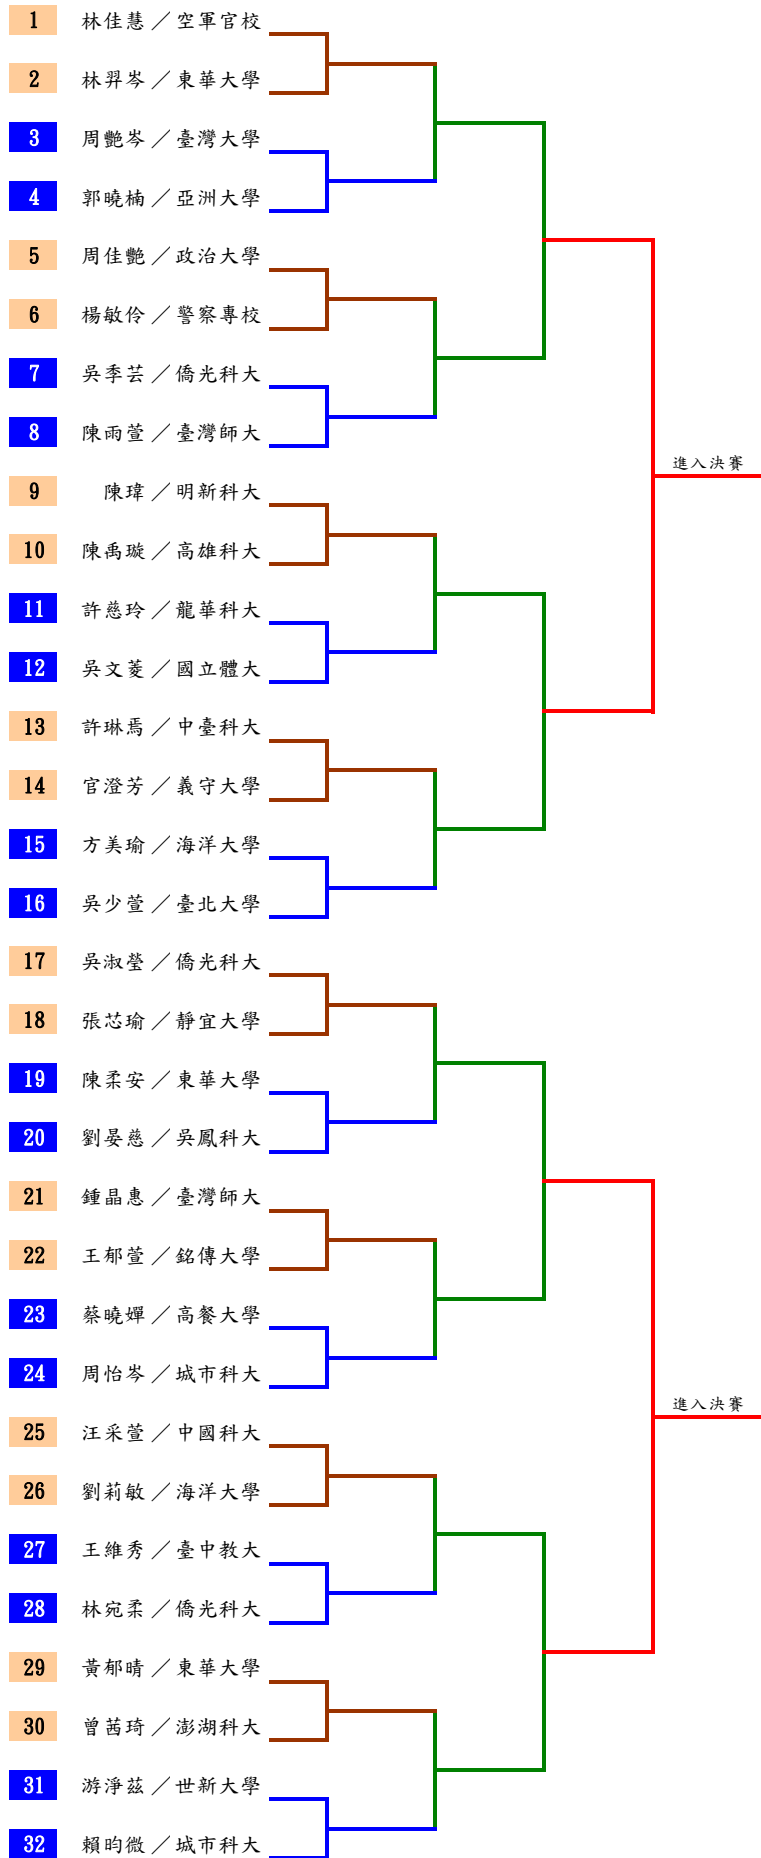 1 林佳慧／空軍官校
2 林羿岑／東華大學
3 周艷岑／臺灣大學
4 郭曉楠／亞洲大學
5 周佳艷／政治大學
6 楊敏伶／警察專校
7 吳季芸／僑光科大
8 陳雨萱／臺灣師大
進入決賽
9 陳瑋／明新科大
10 陳禹璇／高雄科大
11 許慈玲／龍華科大
12 吳文菱／國立體大
13 許琳焉／中臺科大
14 官澄芳／義守大學
15 方美瑜／海洋大學
16 吳少萱／臺北大學
17 吳淑瑩／僑光科大
18 張芯瑜／靜宜大學
19 陳柔安／東華大學
20 劉晏慈／吳鳳科大
21 鍾晶惠／臺灣師大
22 王郁萱／銘傳大學
23 蔡曉嬋／高餐大學
24 周怡岑／城市科大
進入決賽
25 汪采萱／中國科大
26 劉莉敏／海洋大學
27 王維秀／臺中教大
28 林宛柔／僑光科大
29 黃郁晴／東華大學
30 曾茜琦／澎湖科大
31 游淨茲／世新大學
32 賴昀微／城市科大